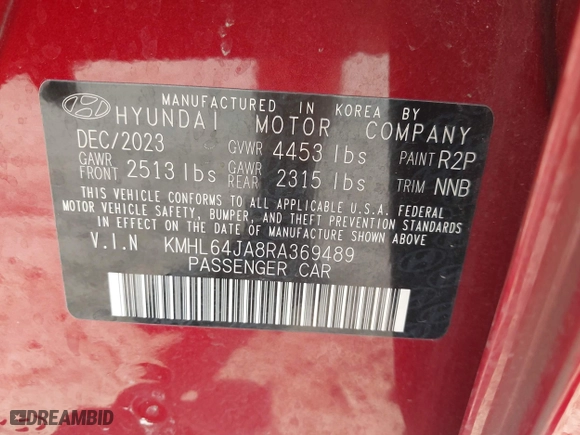 MANUFACTURED IN KOREA BY
HYUNDAI MOTOR COMPANY
DEC/2023 GVWR 4453 lbs PAINT R2P
GAWR FRONT 2513 lbs GAWR REAR 2315 lbs TRIM NNB
THIS VEHICLE CONFORMS TO ALL APPLICABLE U.S.A. FEDERAL
MOTOR VEHICLE SAFETY, BUMPER, AND THEFT PREVENTION STANDARDS
IN EFFECT ON THE DATE OF MANUFACTURE SHOWN ABOVE.
V.I.N KMHL64JA8RA369489
PASSENGER CAR
DREAMBID